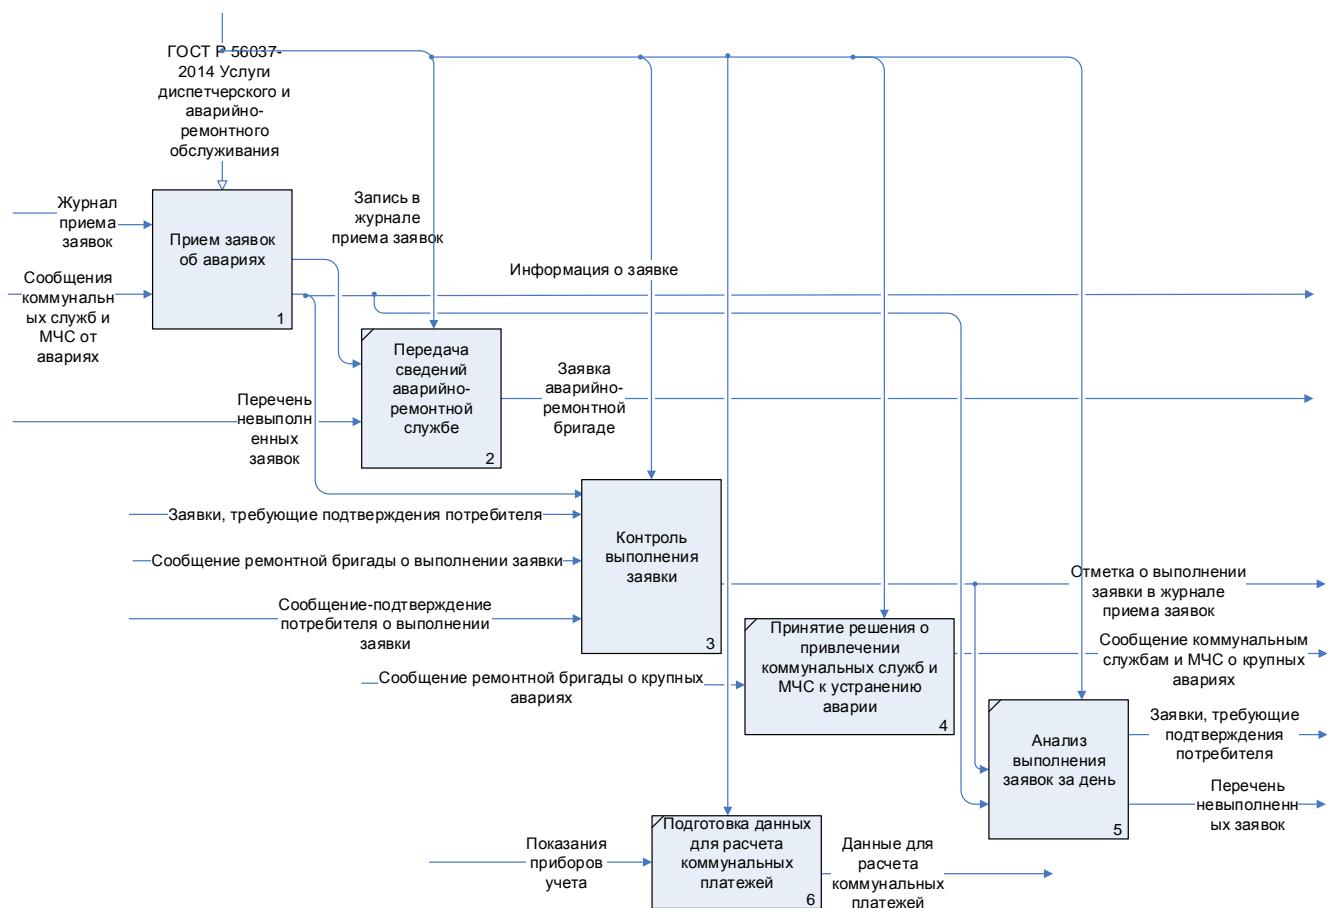 ГОСТ Р 56037-
2014 Услуги
диспетчерского и
аварийно-
ремонтного
обслуживания
Журнал
приема
заявок
Сообщения
коммунальн
ых служб и
МЧС от
авариях
Прием заявок
об авариях
1
Запись в
журнале
приема заявок
Информация о заявке
Передача
сведений
аварийно-
ремонтной
службе
2
Перечень
невыполн
енных
заявок
Заявка
аварийно-
ремонтной
бригаде
Заявки, требующие подтверждения потребителя
Сообщение ремонтной бригады о выполнении заявки
Сообщение-подтверждение
потребителя о выполнении
заявки
Контроль
выполнения
заявки
3
Отметка о выполнении
заявки в журнале
приема заявок
Сообщение ремонтной бригады о крупных
авариях
Принятие решения о
привлечении
коммунальных служб и
МЧС к устранению
аварии
4
Сообщение коммунальным
службам и МЧС о крупных
авариях
Анализ
выполнения
заявок за день
5
Заявки, требующие
подтверждения
потребителя
Перечень
невыполненн
ых заявок
Показания
приборов
учета
Подготовка данных
для расчета
коммунальных
платежей
6
Данные для
расчета
коммунальных
платежей